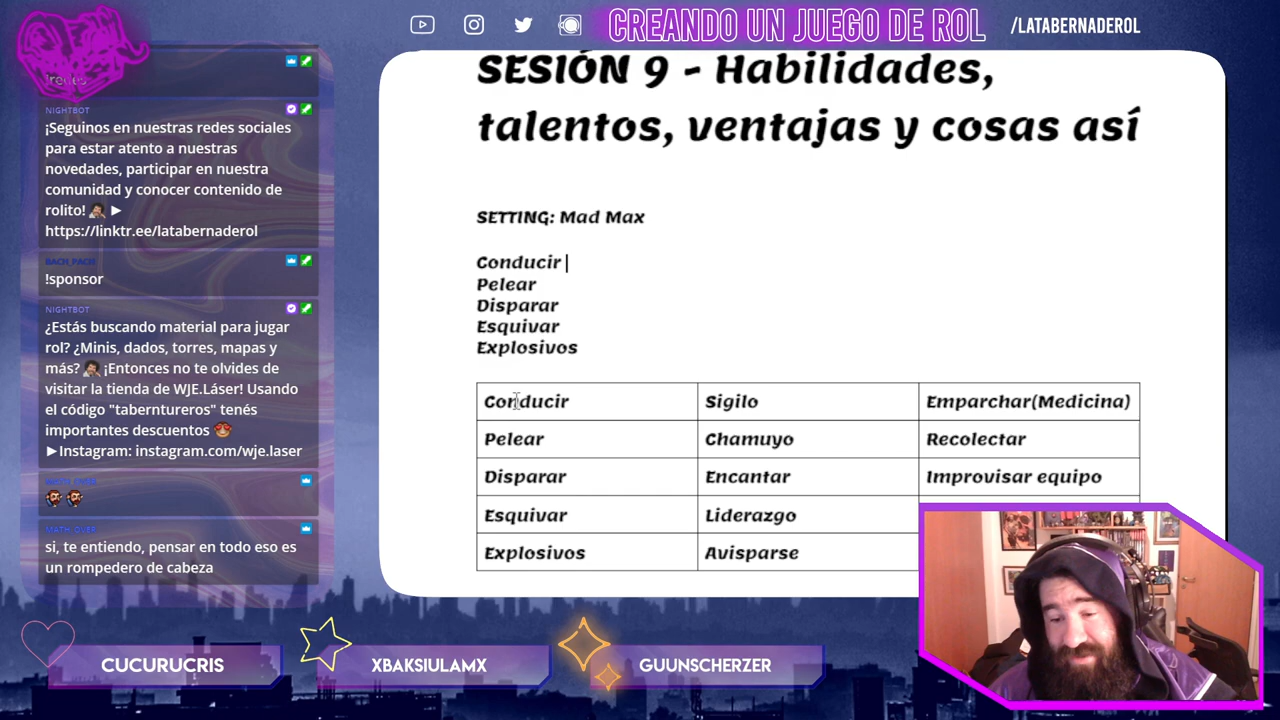 CREANDO UN JUEGO DE ROL
/LATABERNADEROL
NIGHTBOT
¡Seguinos en nuestras redes sociales
para estar atento a nuestras
novedades, participar en nuestra
comunidad y conocer contenido de
rolito! ►
https://linktr.ee/latabernaderol
!sponsor
NIGHTBOT
¿Estás buscando material para jugar
rol? ¿Minis, dados, torres, mapas y
más? ¡Entonces no te olvides de
visitar la tienda de WJE.Láser! Usando
el código "taberntureros" tenés
importantes descuentos
►Instagram: instagram.com/wje.laser
MATH_OVER
si, te entiendo, pensar en todo eso es
un rompedero de cabeza
SESIÓN 9 - Habilidades,
talentos, ventajas y cosas así
SETTING: Mad Max
Conducir
Pelear
Disparar
Esquivar
Explosivos
Conducir Sigilo Emparchar(Medicina)
Pelear Chamuyo Recolectar
Disparar Encantar Improvisar equipo
Esquivar Liderazgo
Explosivos Avisparse
CUCURUCRIS
XBAKSIULAMX
GUUNSCHERZER